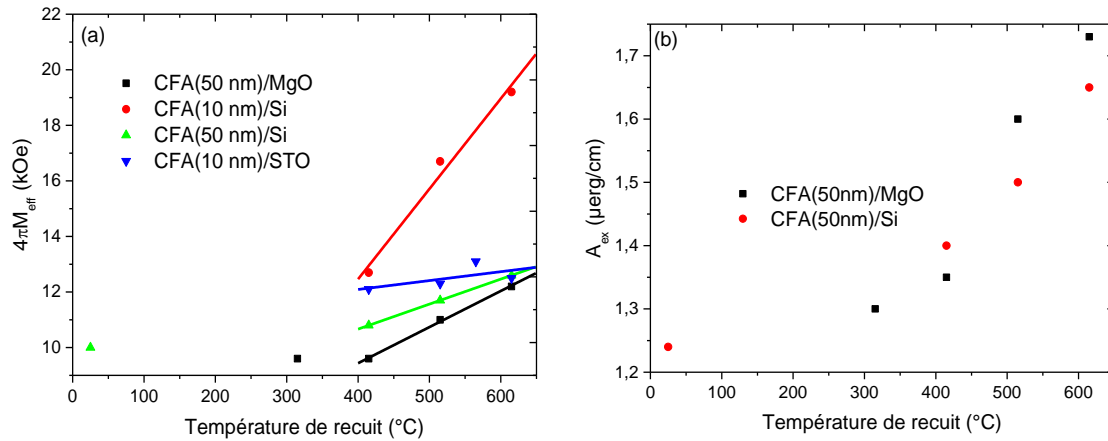 (a)
CFA(50 nm)/MgO
CFA(10 nm)/Si
CFA(50 nm)/Si
CFA(10 nm)/STO
4πM_eff (kOe)
22
20
18
16
14
12
10
0 100 200 300 400 500 600
Température de recuit (°C)
(b)
CFA(50nm)/MgO
CFA(50nm)/Si
A_ex (µerg/cm)
1,7
1,6
1,5
1,4
1,3
1,2
0 100 200 300 400 500 600
Température de recuit (°C)